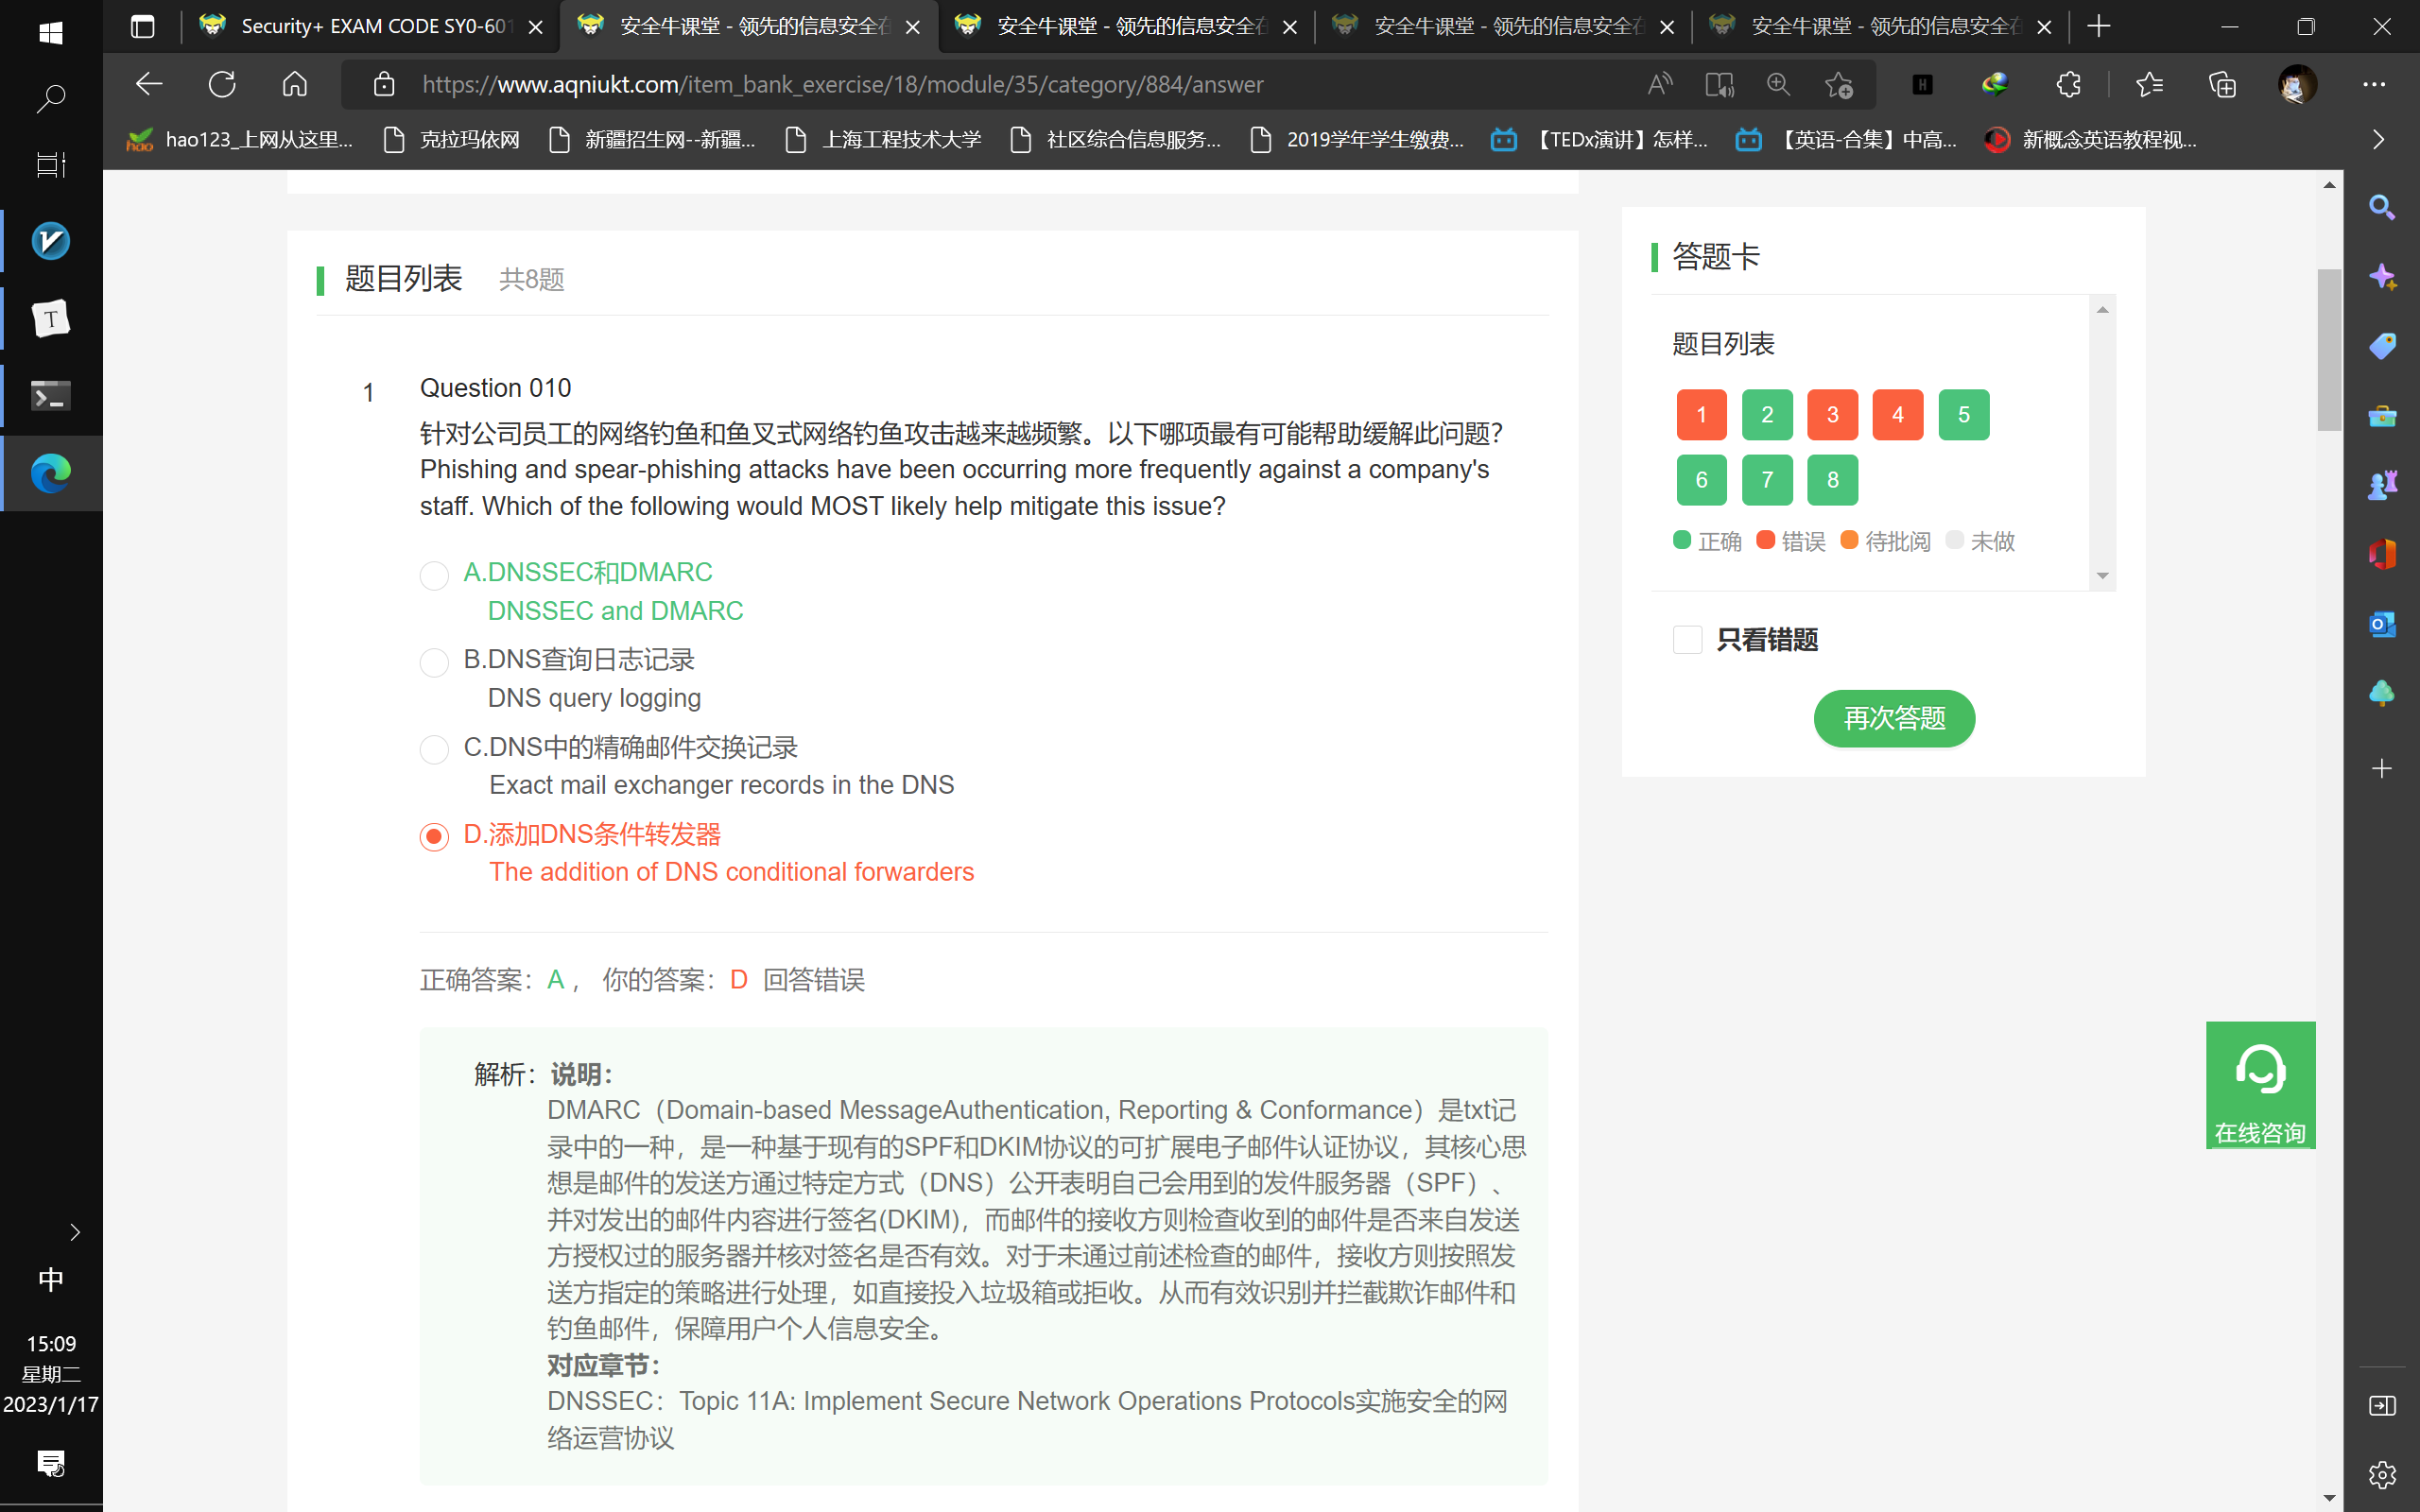 Security+ EXAM CODE SY0-601
安全牛课堂 - 领先的信息安全在
安全牛课堂 - 领先的信息安全在
安全牛课堂 - 领先的信息安全在
安全牛课堂 - 领先的信息安全在
https://www.aqniukt.com/item_bank_exercise/18/module/35/category/884/answer
hao123_上网从这里...
克拉玛依网
新疆招生网--新疆...
上海工程技术大学
社区综合信息服务...
2019学年学生缴费...
【TEDx演讲】怎样...
【英语-合集】中高...
新概念英语教程视...
题目列表 共8题
1
Question 010
针对公司员工的网络钓鱼和鱼叉式网络钓鱼攻击越来越频繁。以下哪项最有可能帮助缓解此问题?
Phishing and spear-phishing attacks have been occurring more frequently against a company's
staff. Which of the following would MOST likely help mitigate this issue?
A.DNSSEC和DMARC
DNSSEC and DMARC
B.DNS查询日志记录
DNS query logging
C.DNS中的精确邮件交换记录
Exact mail exchanger records in the DNS
D.添加DNS条件转发器
The addition of DNS conditional forwarders
正确答案：A ， 你的答案：D 回答错误
解析：说明：
DMARC（Domain-based MessageAuthentication, Reporting & Conformance）是txt记
录中的一种，是一种基于现有的SPF和DKIM协议的可扩展电子邮件认证协议，其核心思
想是邮件的发送方通过特定方式（DNS）公开表明自己会用到的发件服务器（SPF）、
并对发出的邮件内容进行签名(DKIM)，而邮件的接收方则检查收到的邮件是否来自发送
方授权过的服务器并核对签名是否有效。对于未通过前述检查的邮件，接收方则按照发
送方指定的策略进行处理，如直接投入垃圾箱或拒收。从而有效识别并拦截欺诈邮件和
钓鱼邮件，保障用户个人信息安全。
对应章节：
DNSSEC：Topic 11A: Implement Secure Network Operations Protocols实施安全的网
络运营协议
答题卡
题目列表
1 2 3 4 5
6 7 8
正确 错误 待批阅 未做
只看错题
再次答题
在线咨询
中
15:09
星期二
2023/1/17